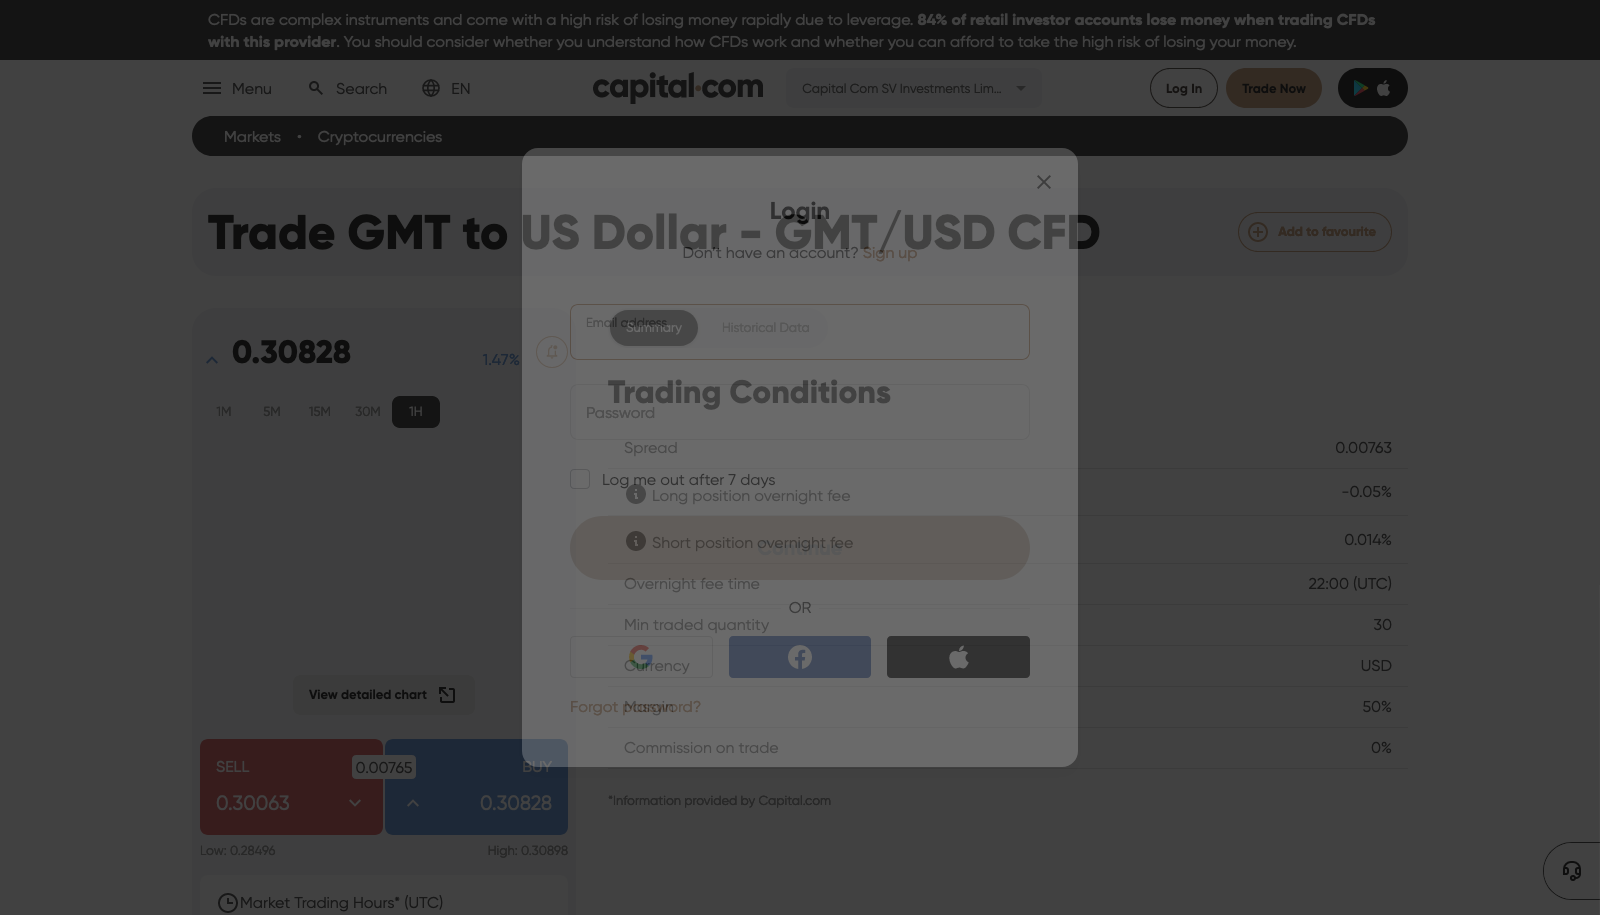 CFDs are complex instruments and come with a high risk of losing money rapidly due to leverage. 84% of retail investor accounts lose money when trading CFDs
with this provider. You should consider whether you understand how CFDs work and whether you can afford to take the high risk of losing your money.
Menu
Search
EN
capital.com
Capital Com SV Investments Lim...
Log In
Trade Now
Markets • Cryptocurrencies
Trade GMT to US Dollar - GMT/USD CFD
Add to favourite
Login
Don't have an account? Sign up
0.30828
1.47%
1M
5M
15M
30M
1H
View detailed chart
SELL
0.30063
0.00765
BUY
0.30828
Low: 0.28496
High: 0.30898
Market Trading Hours* (UTC)
Email address
Password
Log me out after 7 days
Continue
OR
Forgot password?
Summary
Historical Data
Trading Conditions
Spread 0.00763
Long position overnight fee -0.05%
Short position overnight fee 0.014%
Overnight fee time 22:00 (UTC)
Min traded quantity 30
Currency USD
Margin 50%
Commission on trade 0%
*Information provided by Capital.com